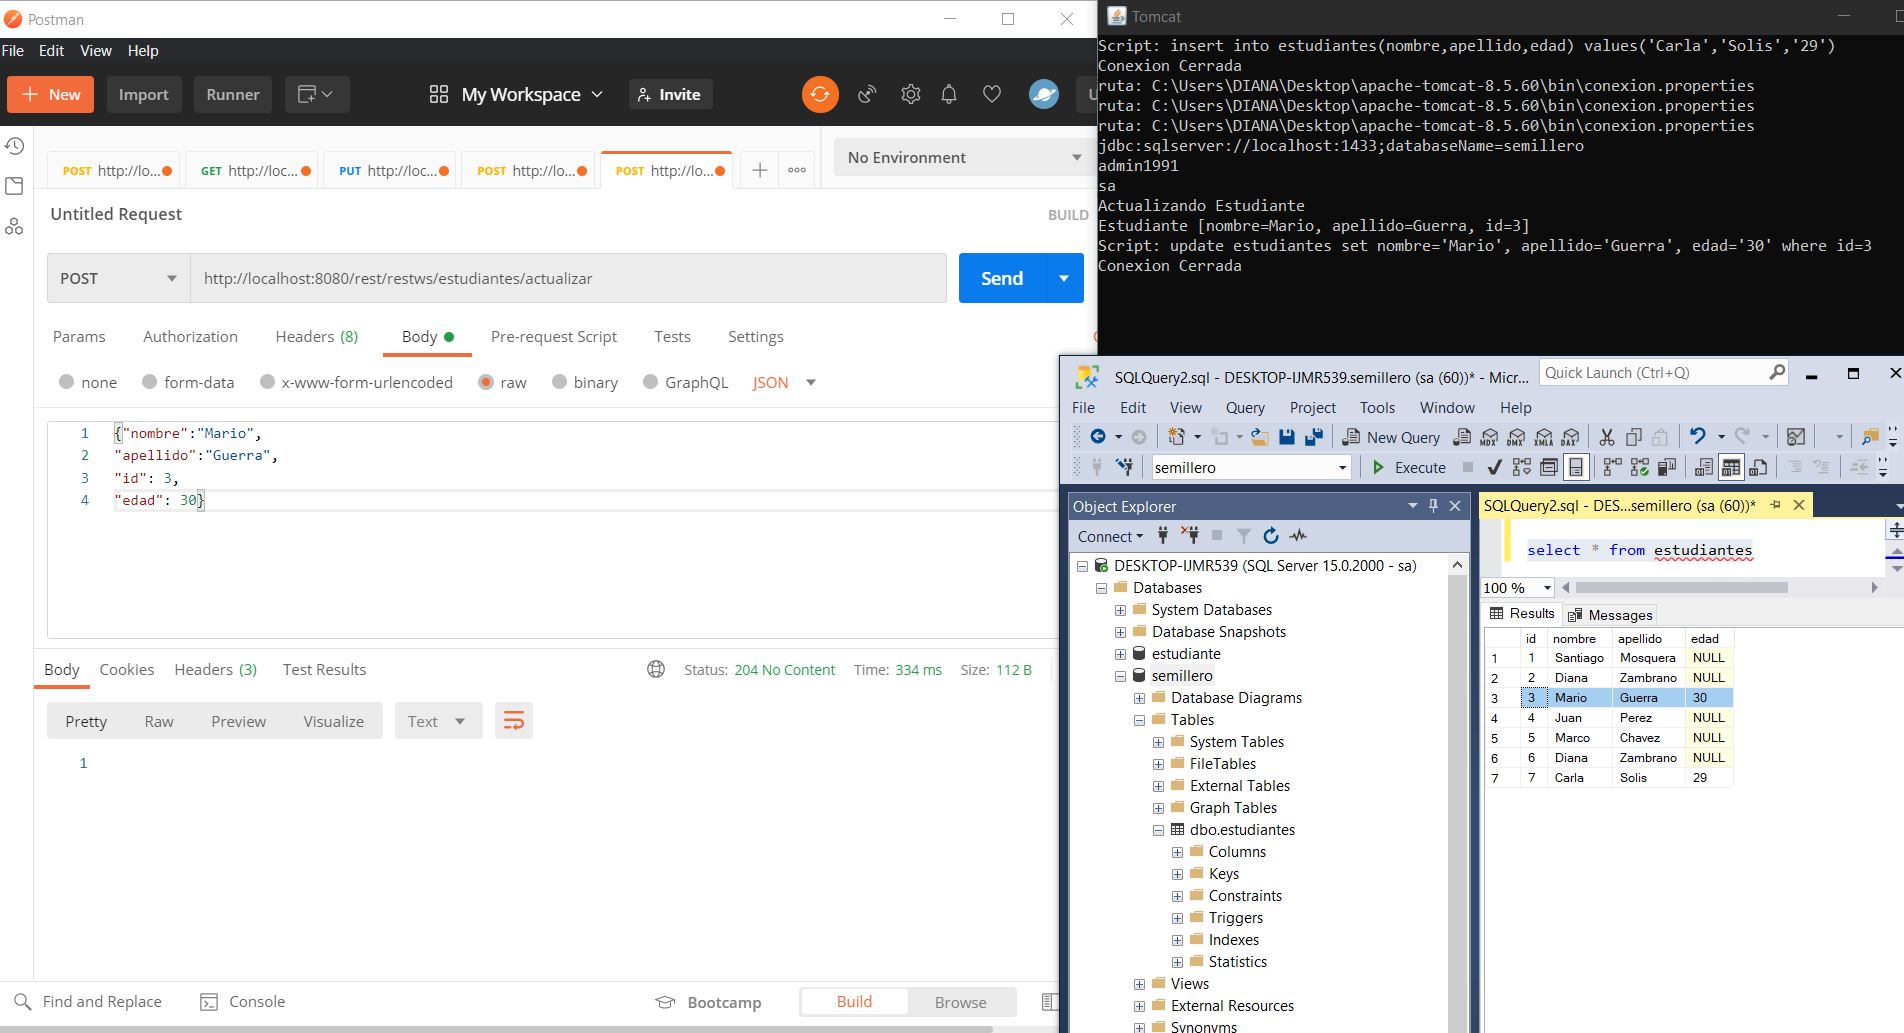 Postman
File Edit View Help
New Import Runner My Workspace Invite
POST http://lo... GET http://loc... PUT http://loc... POST http://lo... POST http://lo... No Environment
Untitled Request BUILD
POST http://localhost:8080/rest/restws/estudiantes/actualizar Send
Params Authorization Headers (8) Body Pre-request Script Tests Settings
none form-data x-www-form-urlencoded raw binary GraphQL JSON
1 {"nombre":"Mario",
2 "apellido":"Guerra",
3 "id": 3,
4 "edad": 30}
Body Cookies Headers (3) Test Results Status: 204 No Content Time: 334 ms Size: 112 B
Pretty Raw Preview Visualize Text
1
Find and Replace Console Bootcamp Build Browse
Tomcat
Script: insert into estudiantes(nombre,apellido,edad) values('Carla','Solis','29')
Conexion Cerrada
ruta: C:\Users\DIANA\Desktop\apache-tomcat-8.5.60\bin\conexion.properties
ruta: C:\Users\DIANA\Desktop\apache-tomcat-8.5.60\bin\conexion.properties
ruta: C:\Users\DIANA\Desktop\apache-tomcat-8.5.60\bin\conexion.properties
jdbc:sqlserver://localhost:1433;databaseName=semillero
admin1991
sa
Actualizando Estudiante
Estudiante [nombre=Mario, apellido=Guerra, id=3]
Script: update estudiantes set nombre='Mario', apellido='Guerra', edad='30' where id=3
Conexion Cerrada
SQLQuery2.sql - DESKTOP-IJMR539.semillero (sa (60))* - Micr... Quick Launch (Ctrl+Q)
File Edit View Query Project Tools Window Help
New Query MDX DMX XMLA DAX
semillero Execute
Object Explorer
Connect
DESKTOP-IJMR539 (SQL Server 15.0.2000 - sa)
Databases
System Databases
Database Snapshots
estudiante
semillero
Database Diagrams
Tables
System Tables
FileTables
External Tables
Graph Tables
dbo.estudiantes
Columns
Keys
Constraints
Triggers
Indexes
Statistics
Views
External Resources
Synonyms
SQLQuery2.sql - DES...semillero (sa (60))*
select * from estudiantes
100 %
Results Messages
id nombre apellido edad
1 1 Santiago Mosquera NULL
2 2 Diana Zambrano NULL
3 3 Mario Guerra 30
4 4 Juan Perez NULL
5 5 Marco Chavez NULL
6 6 Diana Zambrano NULL
7 7 Carla Solis 29